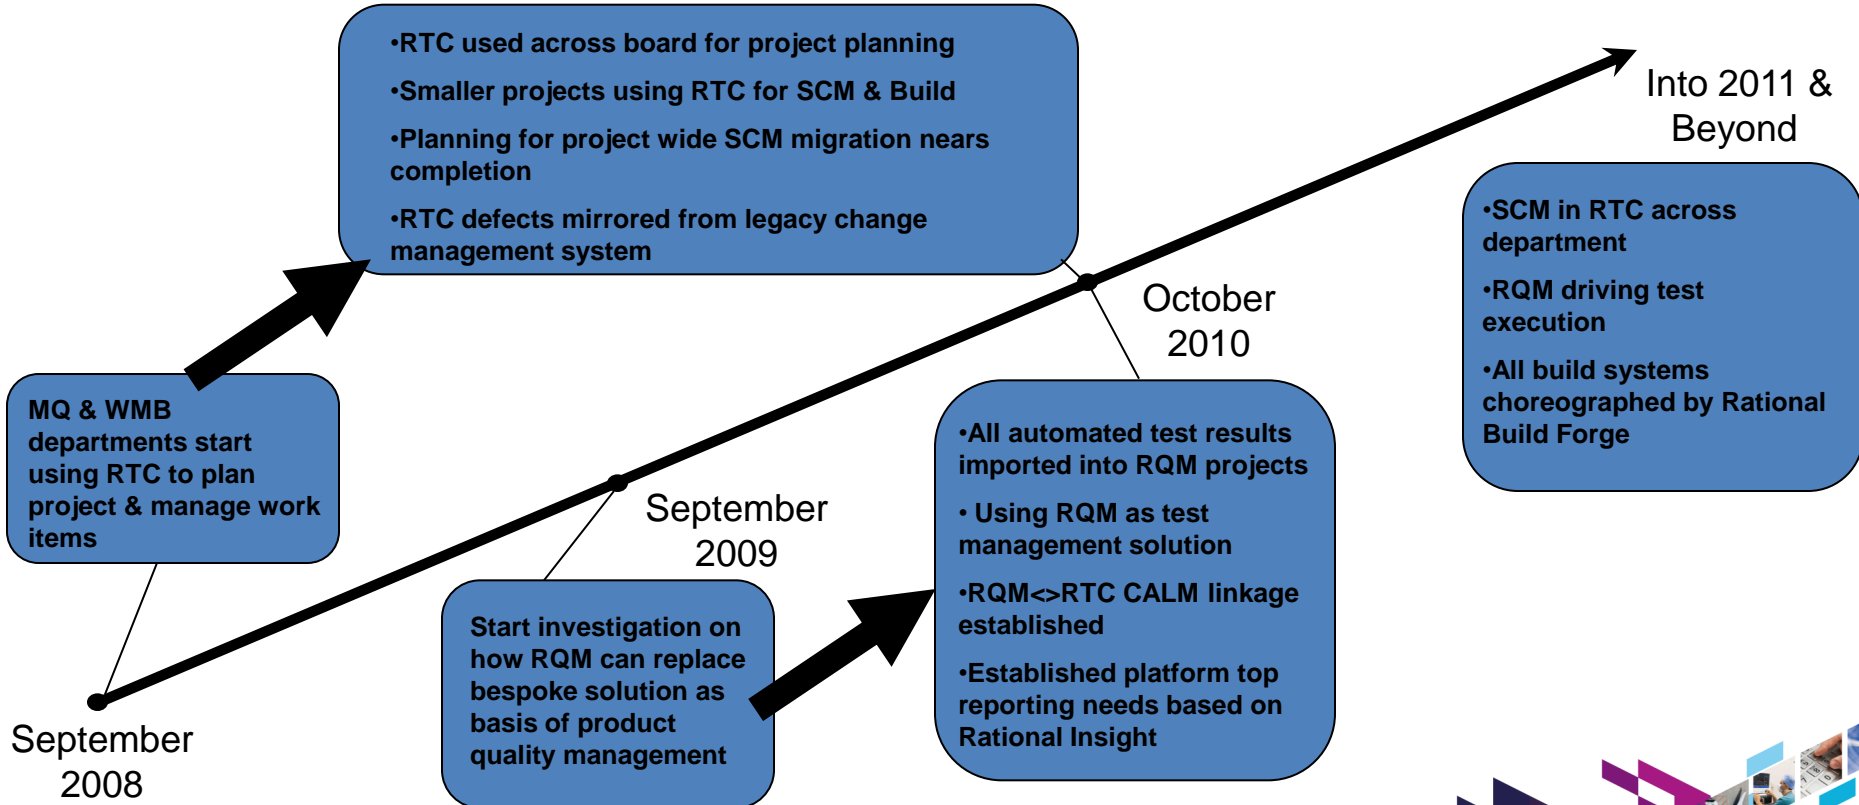 •RTC used across board for project planning
•Smaller projects using RTC for SCM & Build
•Planning for project wide SCM migration nears
completion
•RTC defects mirrored from legacy change
management system
Into 2011 &
Beyond
•SCM in RTC across
department
•RQM driving test
execution
•All build systems
choreographed by Rational
Build Forge
October
2010
MQ & WMB
departments start
using RTC to plan
project & manage work
items
•All automated test results
imported into RQM projects
• Using RQM as test
management solution
•RQM<>RTC CALM linkage
established
•Established platform top
reporting needs based on
Rational Insight
September
2009
Start investigation on
how RQM can replace
bespoke solution as
basis of product
quality management
September
2008